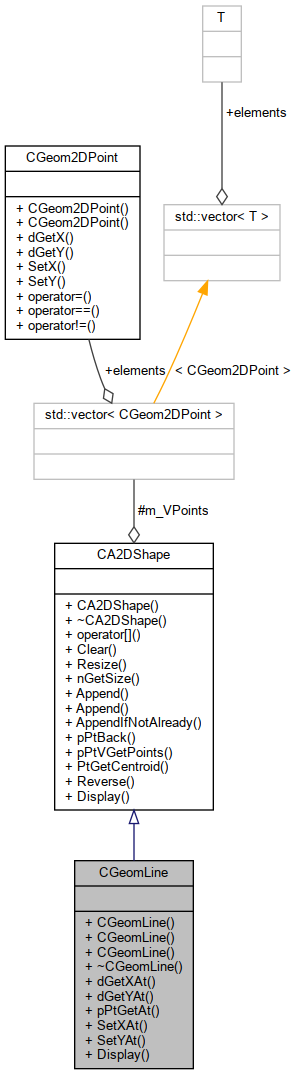 T
+elements
CGeom2DPoint
+ CGeom2DPoint()
+ CGeom2DPoint()
+ dGetX()
+ dGetY()
+ SetX()
+ SetY()
+ operator=()
+ operator==()
+ operator!=()
std::vector< T >
+elements
< CGeom2DPoint >
std::vector< CGeom2DPoint >
#m_VPoints
CA2DShape
+ CA2DShape()
+ ~CA2DShape()
+ operator[]()
+ Clear()
+ Resize()
+ nGetSize()
+ Append()
+ Append()
+ AppendIfNotAlready()
+ pPtBack()
+ pPtVGetPoints()
+ PtGetCentroid()
+ Reverse()
+ Display()
CGeomLine
+ CGeomLine()
+ CGeomLine()
+ CGeomLine()
+ ~CGeomLine()
+ dGetXAt()
+ dGetYAt()
+ pPtGetAt()
+ SetXAt()
+ SetYAt()
+ Display()